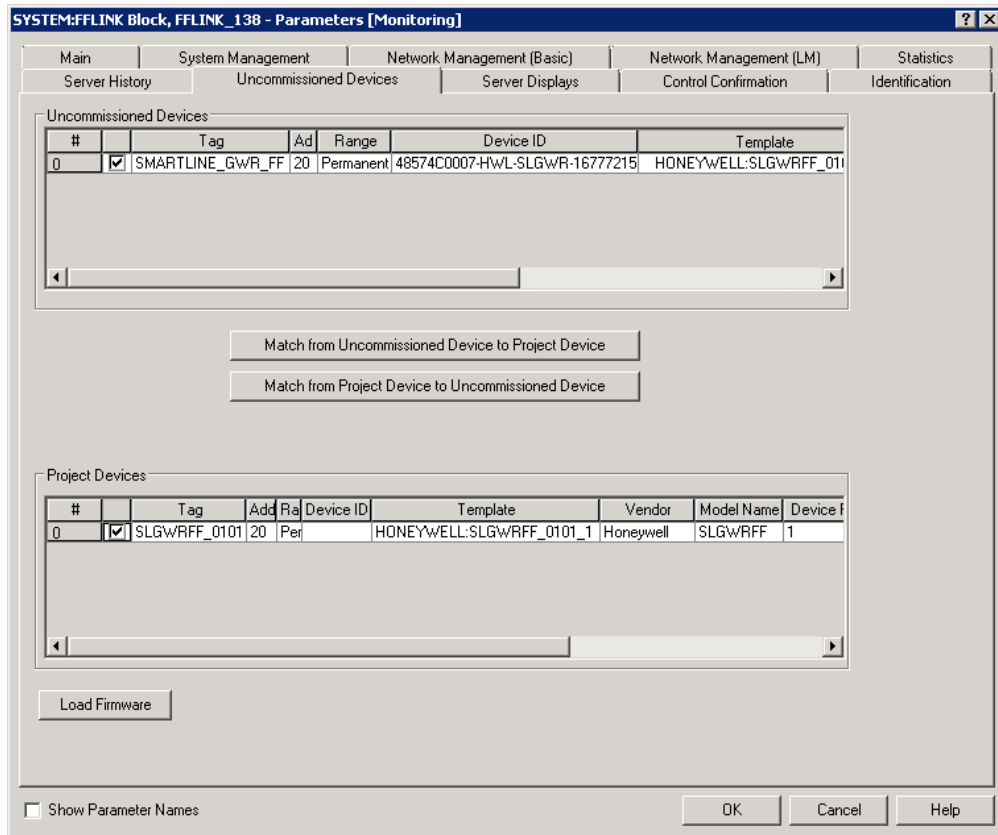 SYSTEM:FFLINK Block, FFLINK_138 - Parameters [Monitoring]
Main System Management Network Management (Basic) Network Management (LM) Statistics
Server History Uncommissioned Devices Server Displays Control Confirmation Identification
Uncommissioned Devices
# Tag Ad Range Device ID Template
0 SMARTLINE_GWR_FF 20 Permanent 48574C0007-HWL-SLGWR-16777215 HONEYWELL:SLGWRFF_010
Match from Uncommissioned Device to Project Device
Match from Project Device to Uncommissioned Device
Project Devices
# Tag Add Ra Device ID Template Vendor Model Name Device
0 SLGWRFF_0101 20 Per HONEYWELL:SLGWRFF_0101_1 Honeywell SLGWRFF 1
Load Firmware
Show Parameter Names OK Cancel Help